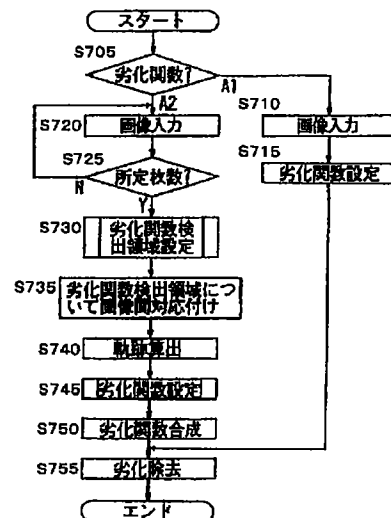 スタート
S705
劣化関数?
A1
A2
S710
S720
画像入力
画像入力
S725
S715
所定枚数?
劣化関数設定
N
Y
S730
劣化関数検
出領域設定
S735
劣化関数検出領域につ
いて画像間対応付け
S740
軌跡算出
S745
劣化関数設定
S750
劣化関数合成
S755
劣化除去
エンド